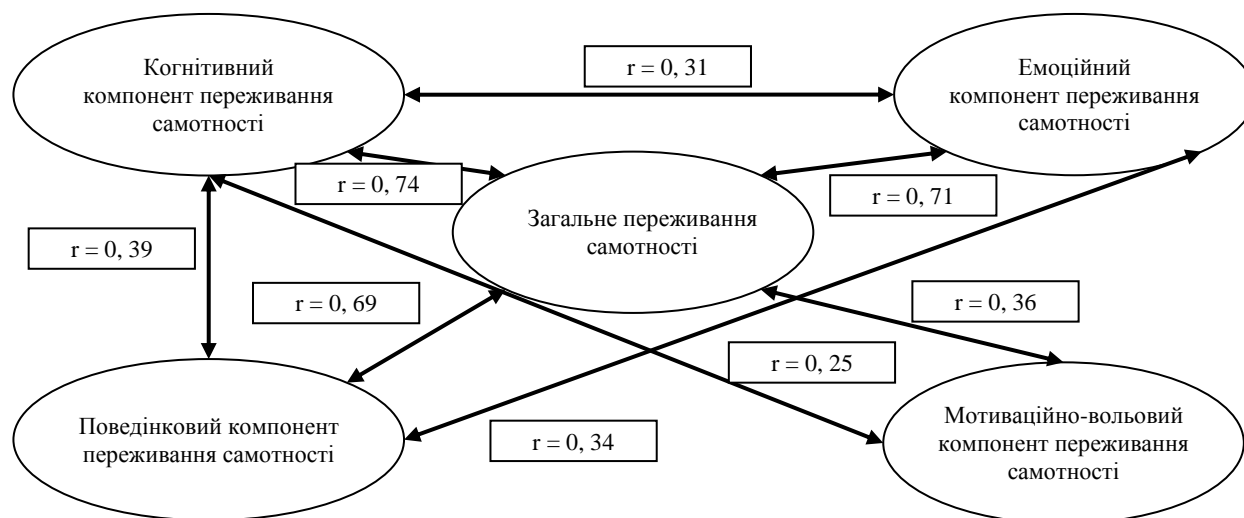 Когнітивний
компонент переживання
самотності
r = 0, 31
Емоційний
компонент переживання
самотності
r = 0, 74
r = 0, 71
Загальне переживання
самотності
r = 0, 39
r = 0, 69
r = 0, 36
r = 0, 25
Поведінковий компонент
переживання самотності
r = 0, 34
Мотиваційно-вольовий
компонент переживання
самотності